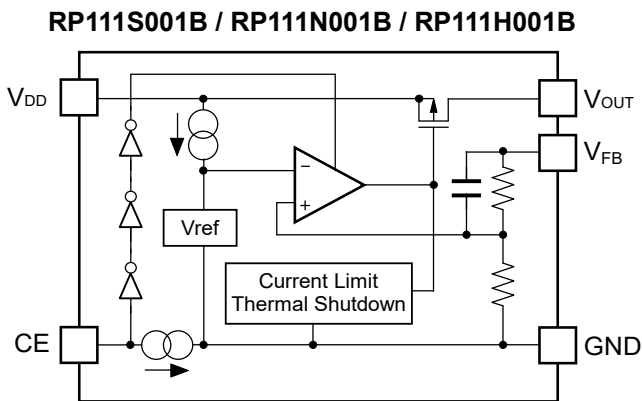 RP111S001B / RP111N001B / RP111H001B
VDD
VOUT
VFB
−
+
Vref
Current Limit
Thermal Shutdown
CE
GND